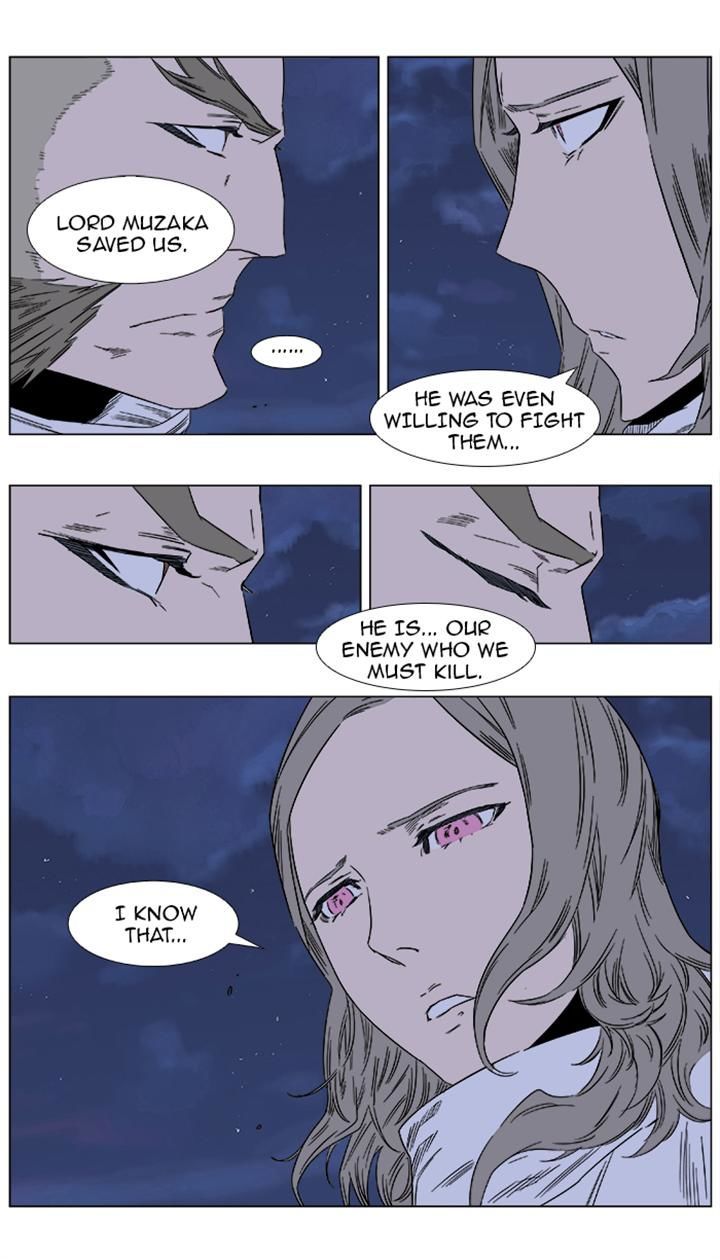 LORD MUZAKA
SAVED US.
......
HE WAS EVEN
WILLING TO FIGHT
THEM...
HE IS... OUR
ENEMY WHO WE
MUST KILL.
I KNOW
THAT...